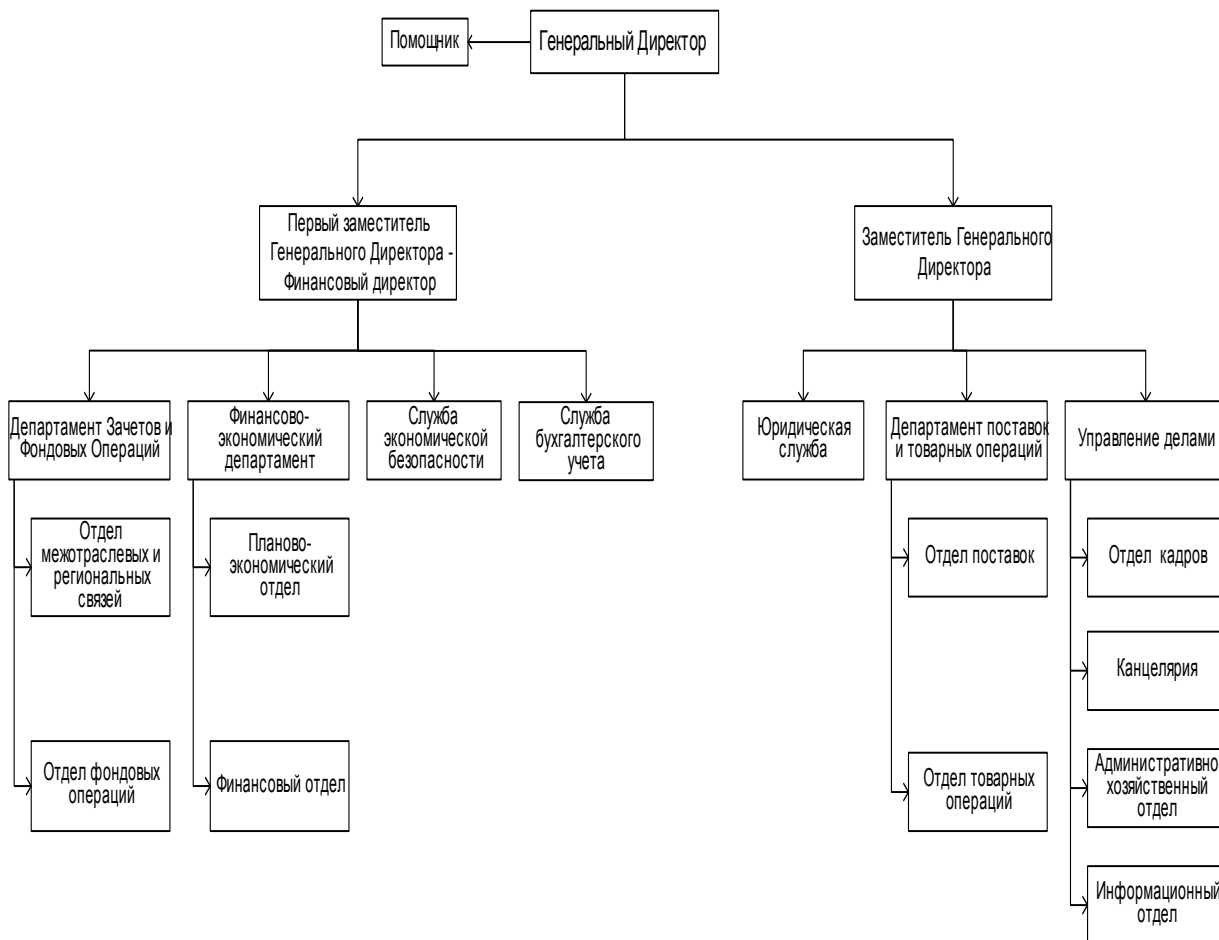 Помощник
Генеральный Директор
Первый заместитель
Генерального Директора -
Финансовый директор
Заместитель Генерального
Директора
Департамент Зачетов и
Фондовых Операций
Финансово-
экономический
департамент
Служба
экономической
безопасности
Служба
бухгалтерского
учета
Юридическая
служба
Департамент поставок
и товарных операций
Управление делами
Отдел
межотраслевых и
региональных
связей
Планово-
экономический
отдел
Отдел поставок
Отдел кадров
Канцелярия
Отдел фондовых
операций
Финансовый отдел
Отдел товарных
операций
Административно
хозяйственный
отдел
Информационный
отдел